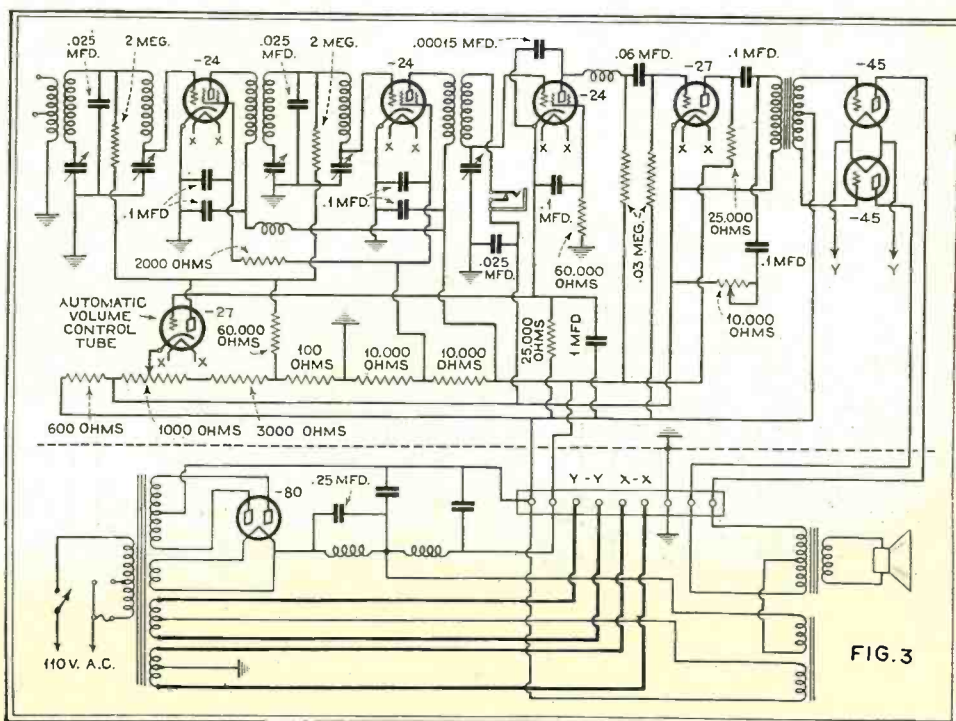 .025
MFD.
2 MEG.
-24
.025
MFD.
2 MEG.
-24
.00015 MFD.
-24
.06 MFD.
-27
.1 MFD.
-45
-45
X X
X X
X X
X X
.1 MFD
.1 MFD.
2000 OHMS
.025
MFD.
.1
MFD.
60.000
OHMS
.03 MEG.
25.000
OHMS
.1 MFD
10.000
OHMS
Y Y
AUTOMATIC
VOLUME
CONTROL
TUBE
-27
X X
60.000
OHMS
100
OHMS
10.000
OHMS
10.000
OHMS
25.000
OHMS
1 MFD
600 OHMS
1000 OHMS
3000 OHMS
-80
.25 MFD.
Y - Y X - X
110 V. A.C.
FIG. 3